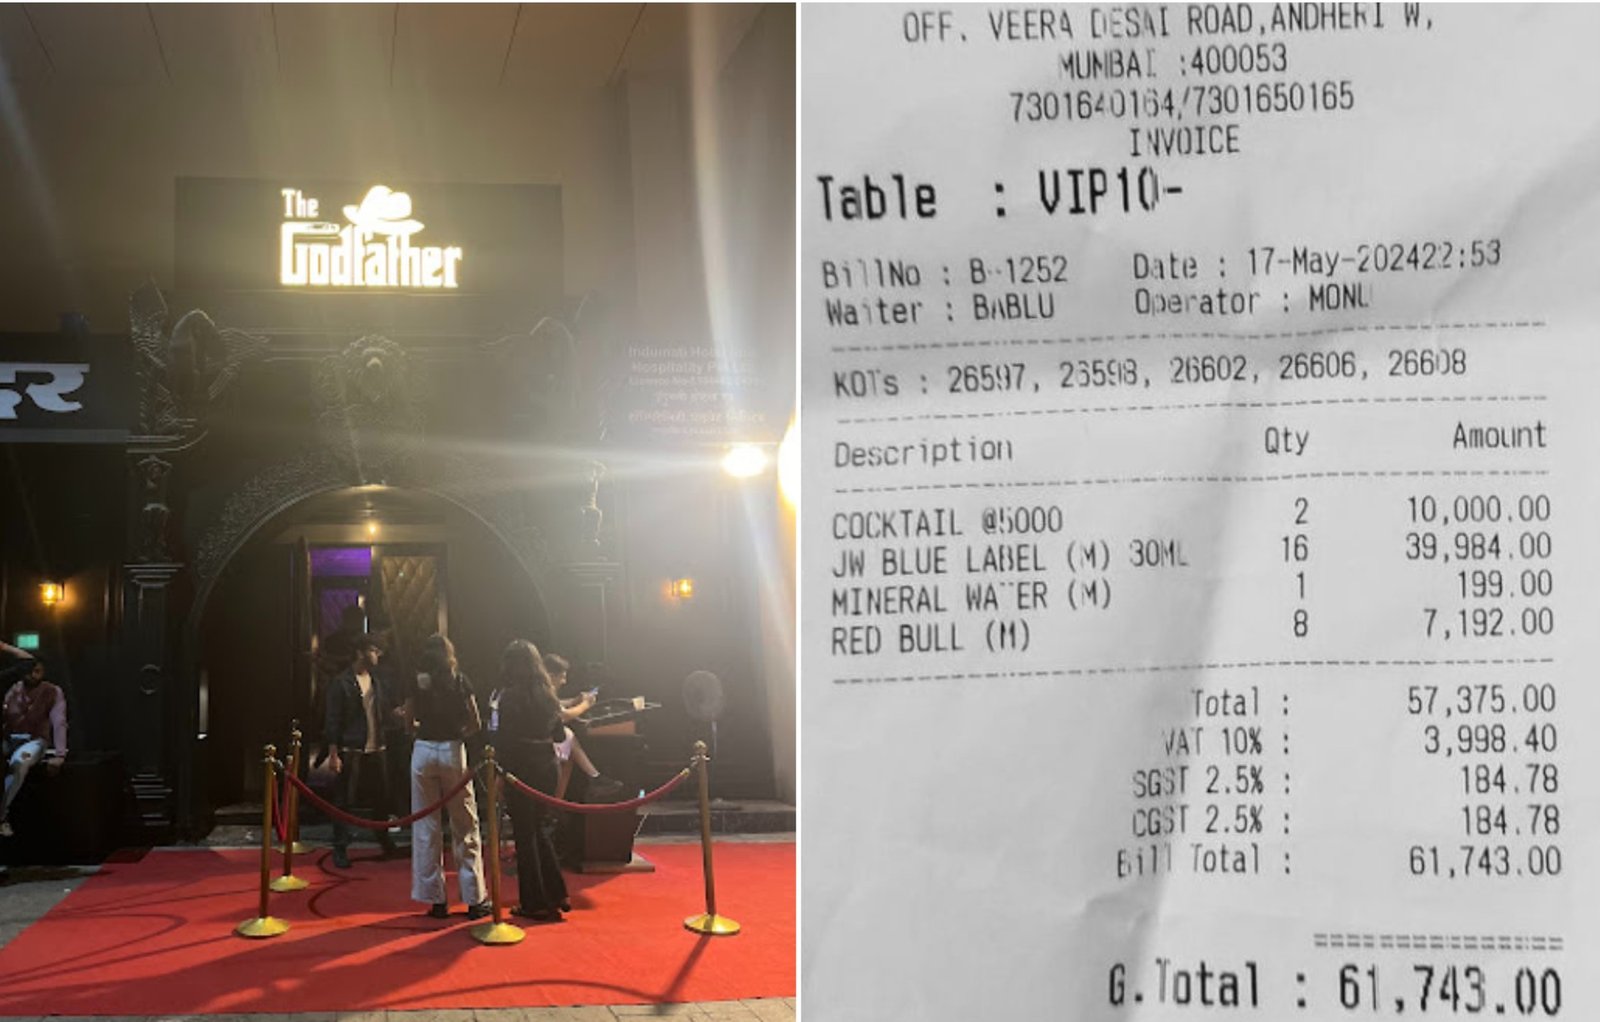 The
Godfather
OFF. VEERA DESAI ROAD,ANDHERI W,
MUMBAI :400053
7301640164/7301650165
INVOICE
Table : VIP10-
BillNo : B-1252 Date : 17-May-202422:53
Waiter : BABLU Operator : MONU
KOTs : 26597, 26598, 26602, 26606, 26608
Description Qty Amount
COCKTAIL @5000 2 10,000.00
JW BLUE LABEL (M) 30ML 16 39,984.00
MINERAL WATER (M) 1 199.00
RED BULL (M) 8 7,192.00
Total : 57,375.00
VAT 10% : 3,998.40
SGST 2.5% : 184.78
CGST 2.5% : 184.78
Bill Total : 61,743.00
G.Total : 61,743.00